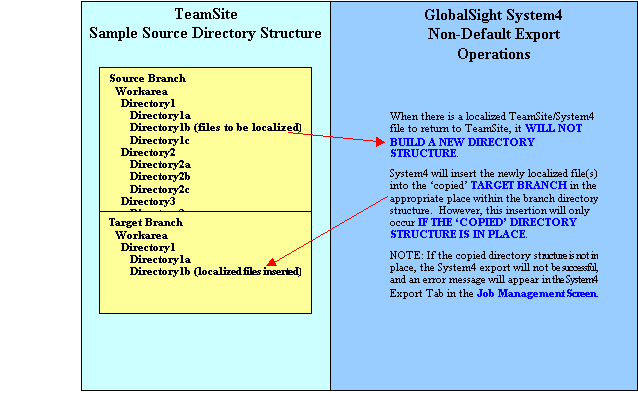 TeamSite
Sample Source Directory Structure
Source Branch
Workarea
Directory1
Directory1a
Directory1b (files to be localized)
Directory1c
Directory2
Directory2a
Directory2b
Directory2c
Directory3
Target Branch
Workarea
Directory1
Directory1a
Directory1b (localized files inserted)
GlobalSight System4
Non-Default Export
Operations
When there is a localized TeamSite/System4
file to return to TeamSite, it WILL NOT
BUILD A NEW DIRECTORY
STRUCTURE.
System4 will insert the newly localized file(s)
into the ‘copied’ TARGET BRANCH in the
appropriate place within the branch directory
structure. However, this insertion will only
occur IF THE ‘COPIED’ DIRECTORY
STRUCTURE IS IN PLACE.
NOTE: If the copied directory structure is not in
place, the System4 export will not be successful,
and an error message will appear in the System4
Export Tab in the Job Management Screen.